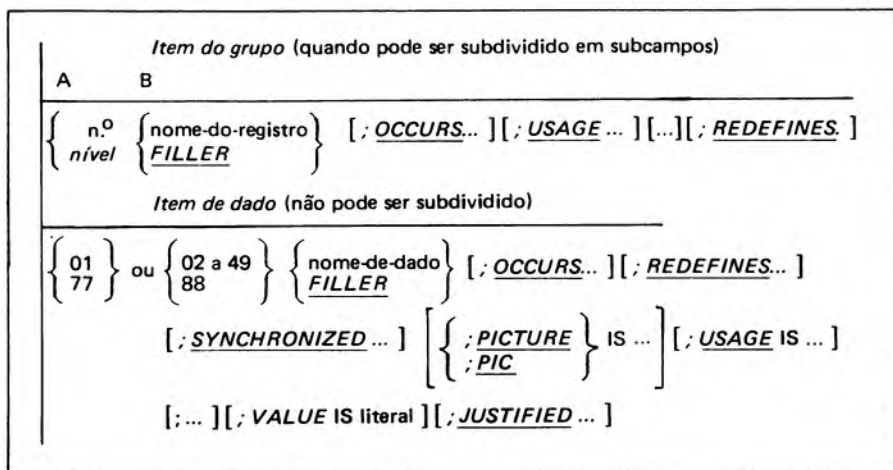 Item do grupo (quando pode ser subdividido em subcampos)
A B
{ n.º nível { nome-do-registro FILLER } [ ; OCCURS... ] [ ; USAGE ... ] [...] [ ; REDEFINES. ]
Item de dado (não pode ser subdividido)
{ 01 77 } ou { 02 a 49 88 } { nome-de-dado FILLER } [ ; OCCURS... ] [ ; REDEFINES... ]
[ ; SYNCHRONIZED ... ] [ { ;PICTURE ;PIC } IS ... ] [ ; USAGE IS ... ]
[;... ] [ ; VALUE IS literal ] [ ; JUSTIFIED ... ]